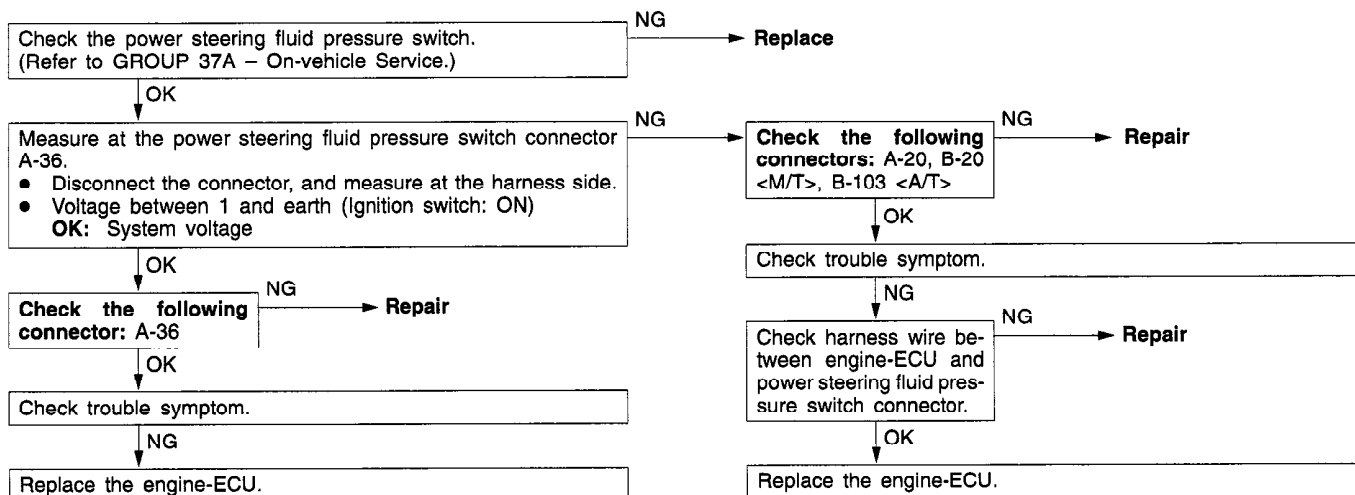 Check the power steering fluid pressure switch.
(Refer to GROUP 37A – On-vehicle Service.)
NG
Replace
OK
Measure at the power steering fluid pressure switch connector
A-36.
● Disconnect the connector, and measure at the harness side.
● Voltage between 1 and earth (Ignition switch: ON)
OK: System voltage
NG
Check the following
connectors: A-20, B-20
<M/T>, B-103 <A/T>
NG
Repair
OK
Check the following
connector: A-36
NG
Repair
OK
Check trouble symptom.
NG
Replace the engine-ECU.
OK
Check trouble symptom.
NG
Check harness wire be-
tween engine-ECU and
power steering fluid pres-
sure switch connector.
NG
Repair
OK
Replace the engine-ECU.